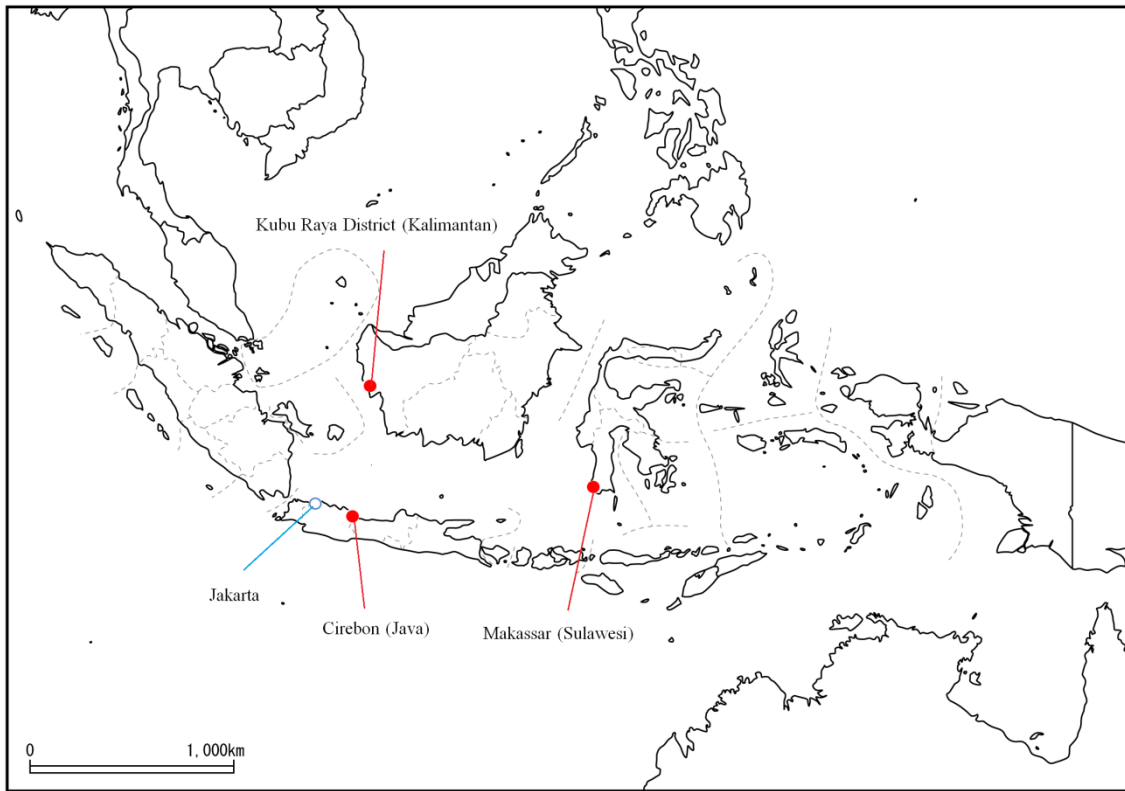 Kubu Raya District (Kalimantan)
Jakarta
Cirebon (Java)
Makassar (Sulawesi)
0 1,000km